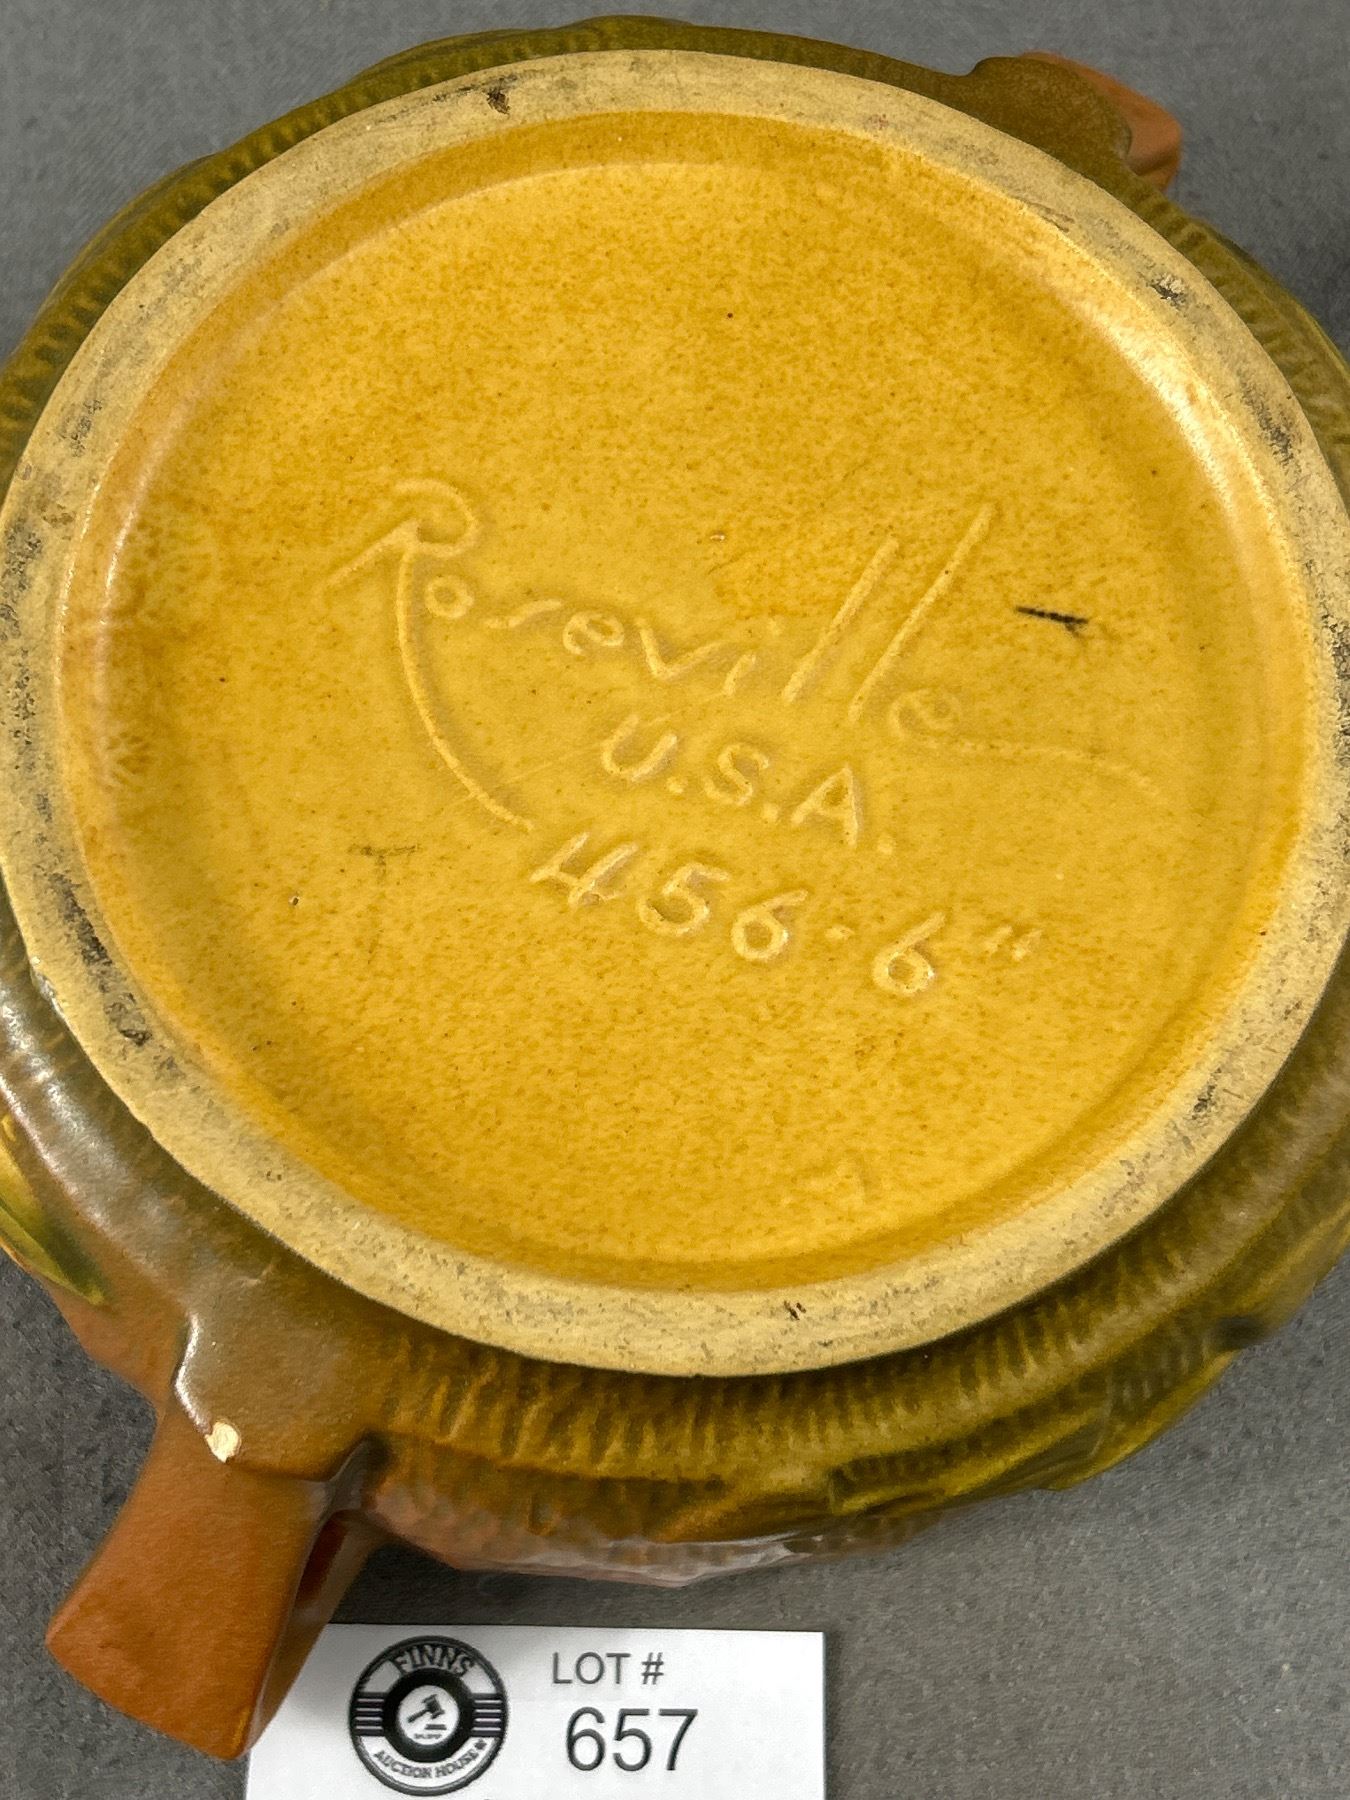 Roseville
U.S.A.
456-6"
FINNS
AUCTION HOUSE
LOT #
657